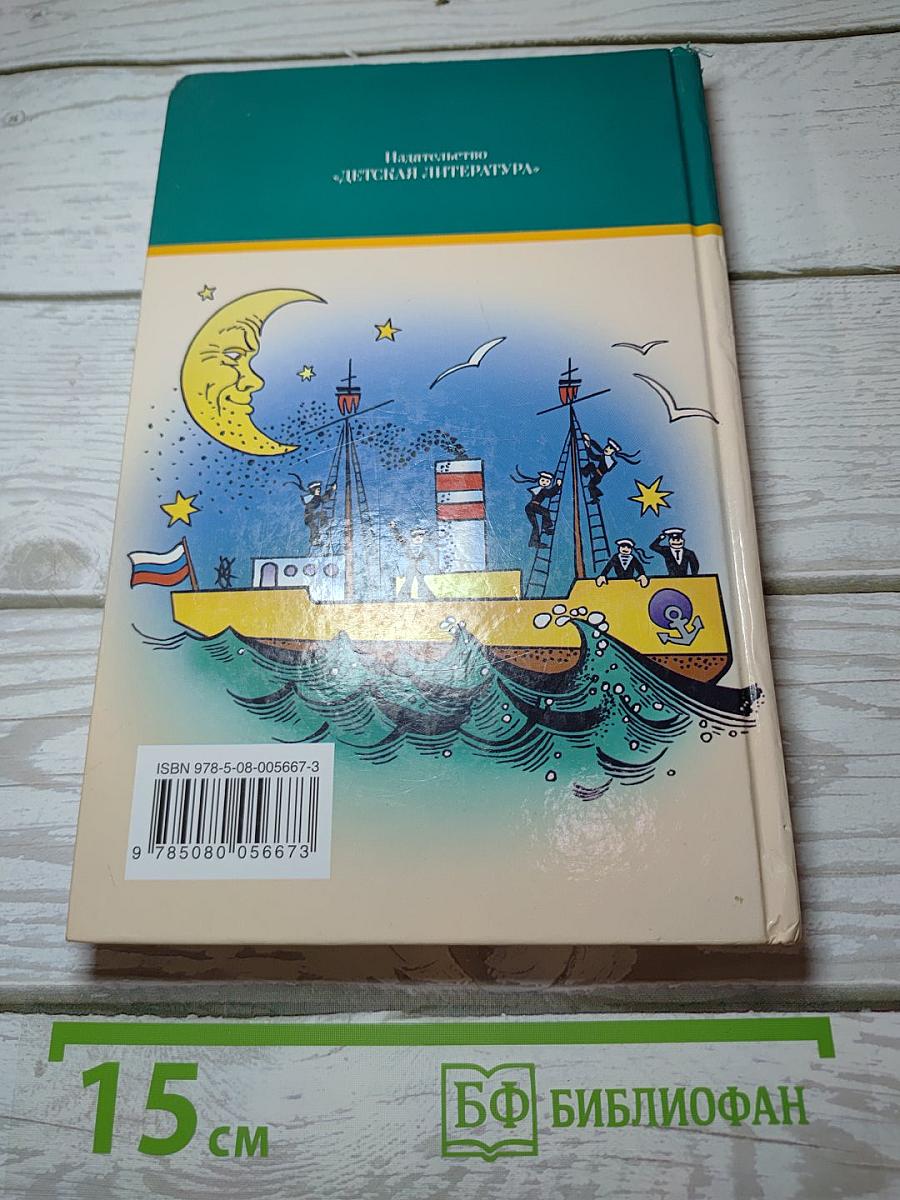 Издательство
«ДЕТСКАЯ ЛИТЕРАТУРА»
ISBN 978-5-08-005667-3
9 785080 056673
15 см
БФ БИБЛИОФАН